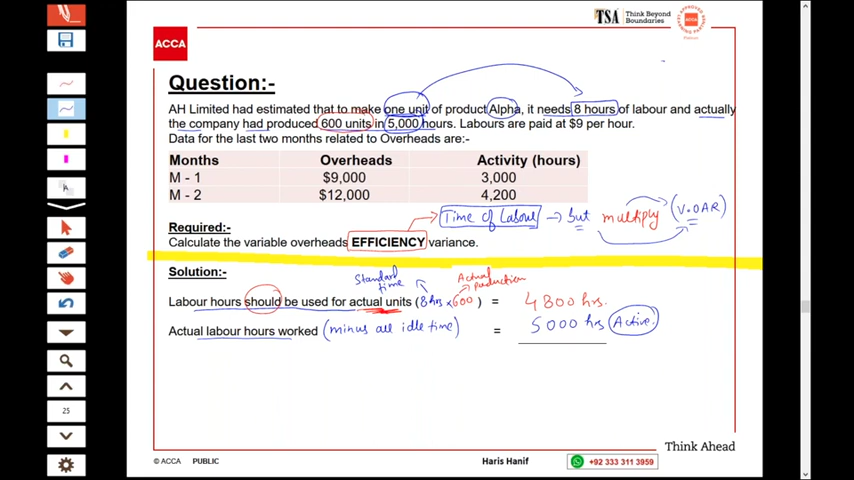 TSA Think Beyond Boundaries
ACCA
Question:-
AH Limited had estimated that to make one unit of product Alpha, it needs 8 hours of labour and actually
the company had produced 600 units in 5,000 hours. Labours are paid at $9 per hour.
Data for the last two months related to Overheads are:-
Months Overheads Activity (hours)
M - 1 $9,000 3,000
M - 2 $12,000 4,200
Time of Labour → but multiply (V.OAR)
Required:-
Calculate the variable overheads EFFICIENCY variance.
Solution:-
Standard time Actual production
Labour hours should be used for actual units (8hrs × 600) = 4800 hrs.
Actual labour hours worked (minus all idle time) = 5000 hrs Active.
Think Ahead
© ACCA PUBLIC Haris Hanif +92 333 311 3959
25